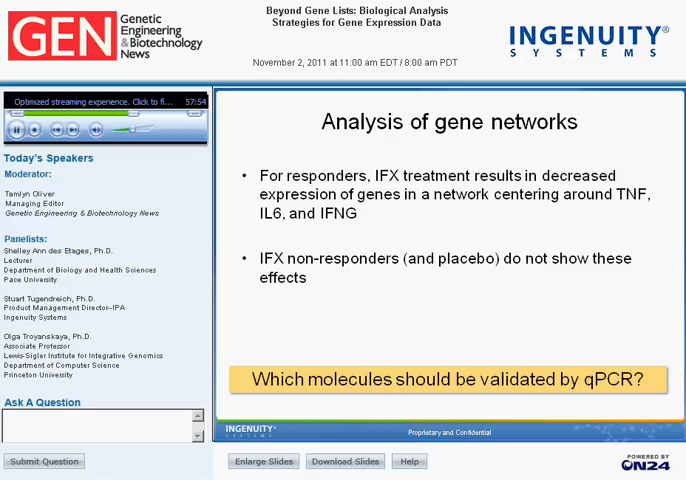 GEN Genetic
Engineering
& Biotechnology
News
Beyond Gene Lists: Biological Analysis
Strategies for Gene Expression Data
November 2, 2011 at 11:00 am EDT / 8:00 am PDT
INGENUITY®
SYSTEMS
Optimized streaming experience. Click to fi...
57:54
Today's Speakers
Moderator:
Tamlyn Oliver
Managing Editor
Genetic Engineering & Biotechnology News
Panelists:
Shelley Ann des Etages, Ph.D.
Lecturer
Department of Biology and Health Sciences
Pace University
Stuart Tugendreich, Ph.D.
Product Management Director-IPA
Ingenuity Systems
Olga Troyanskaya, Ph.D.
Associate Professor
Lewis-Sigler Institute for Integrative Genomics
Department of Computer Science
Princeton University
Ask A Question
Submit Question
Analysis of gene networks
• For responders, IFX treatment results in decreased
expression of genes in a network centering around TNF,
IL6, and IFNG
• IFX non-responders (and placebo) do not show these
effects
Which molecules should be validated by qPCR?
INGENUITY®
SYSTEMS
Proprietary and Confidential
Enlarge Slides
Download Slides
Help
POWERED BY
ON24